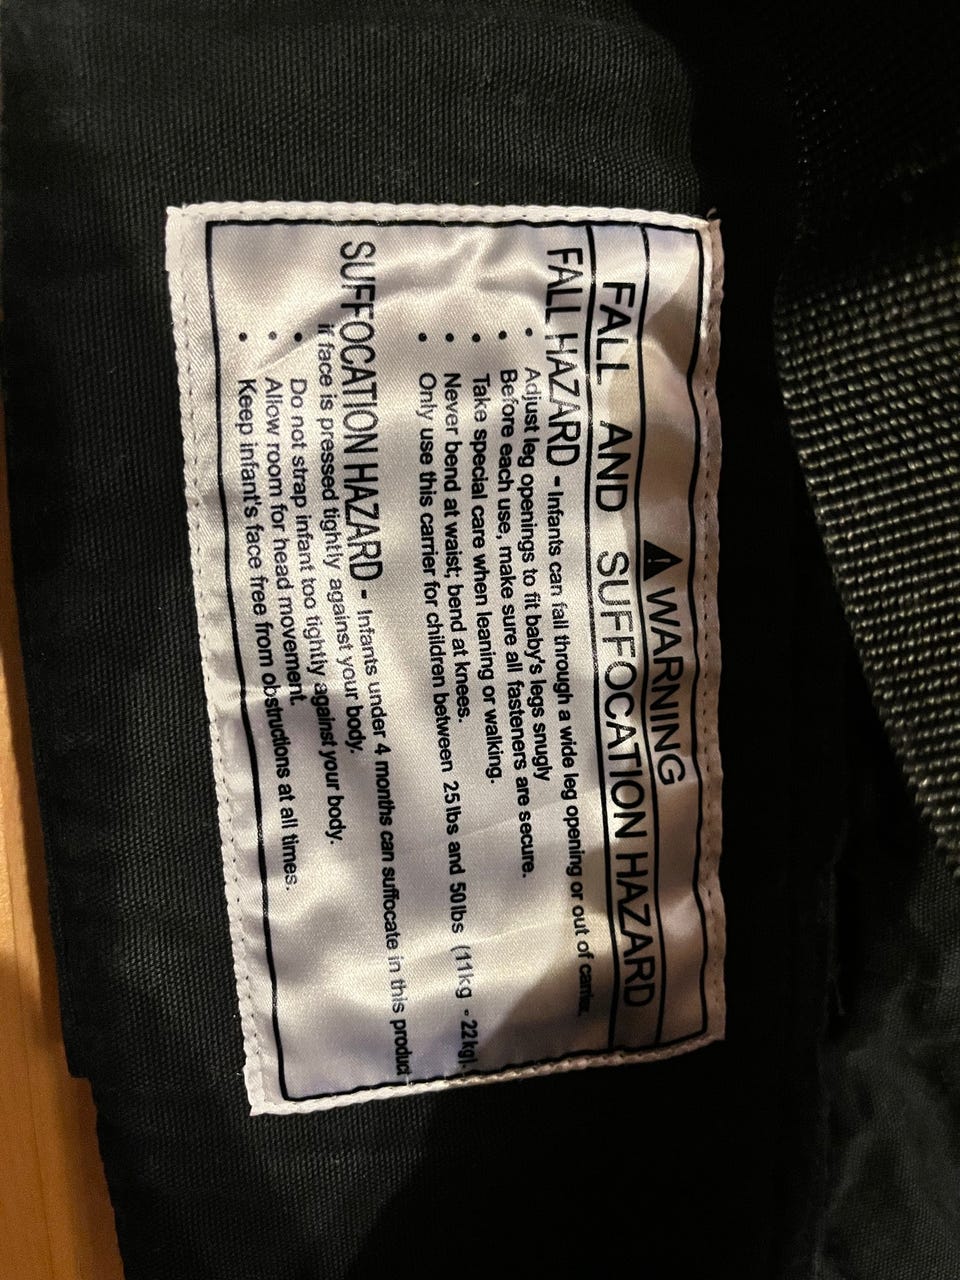 ⚠ WARNING
FALL AND SUFFOCATION HAZARD
FALL HAZARD - Infants can fall through a wide leg opening or out of carrier.
• Adjust leg openings to fit baby's legs snugly
• Before each use, make sure all fasteners are secure.
• Take special care when leaning or walking.
• Never bend at waist; bend at knees.
• Only use this carrier for children between 25lbs and 50lbs (11kg - 22kg).
SUFFOCATION HAZARD - Infants under 4 months can suffocate in this product
if face is pressed tightly against your body.
• Do not strap infant too tightly against your body.
• Allow room for head movement.
• Keep infant's face free from obstructions at all times.